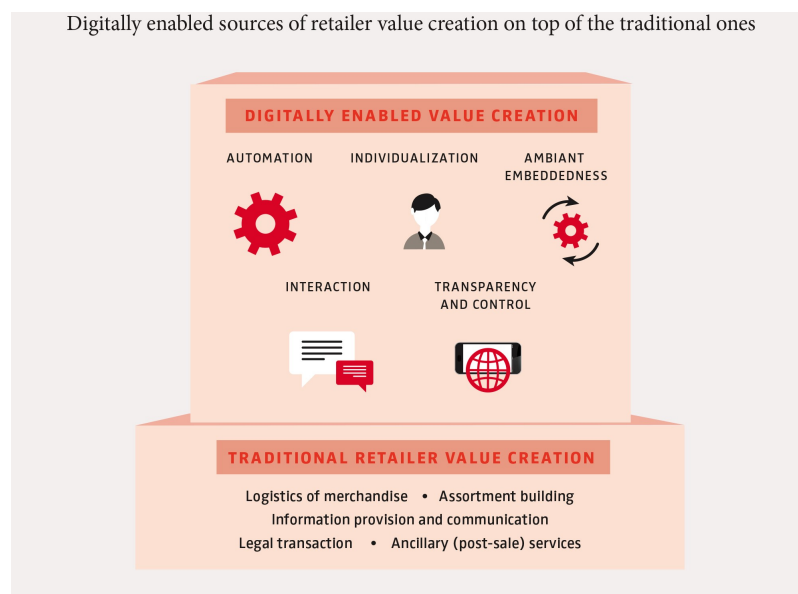 Digitally enabled sources of retailer value creation on top of the traditional ones
DIGITALLY ENABLED VALUE CREATION
AUTOMATION
INDIVIDUALIZATION
AMBIANT
EMBEDDEDNESS
INTERACTION
TRANSPARENCY
AND CONTROL
TRADITIONAL RETAILER VALUE CREATION
Logistics of merchandise • Assortment building
Information provision and communication
Legal transaction • Ancillary (post-sale) services